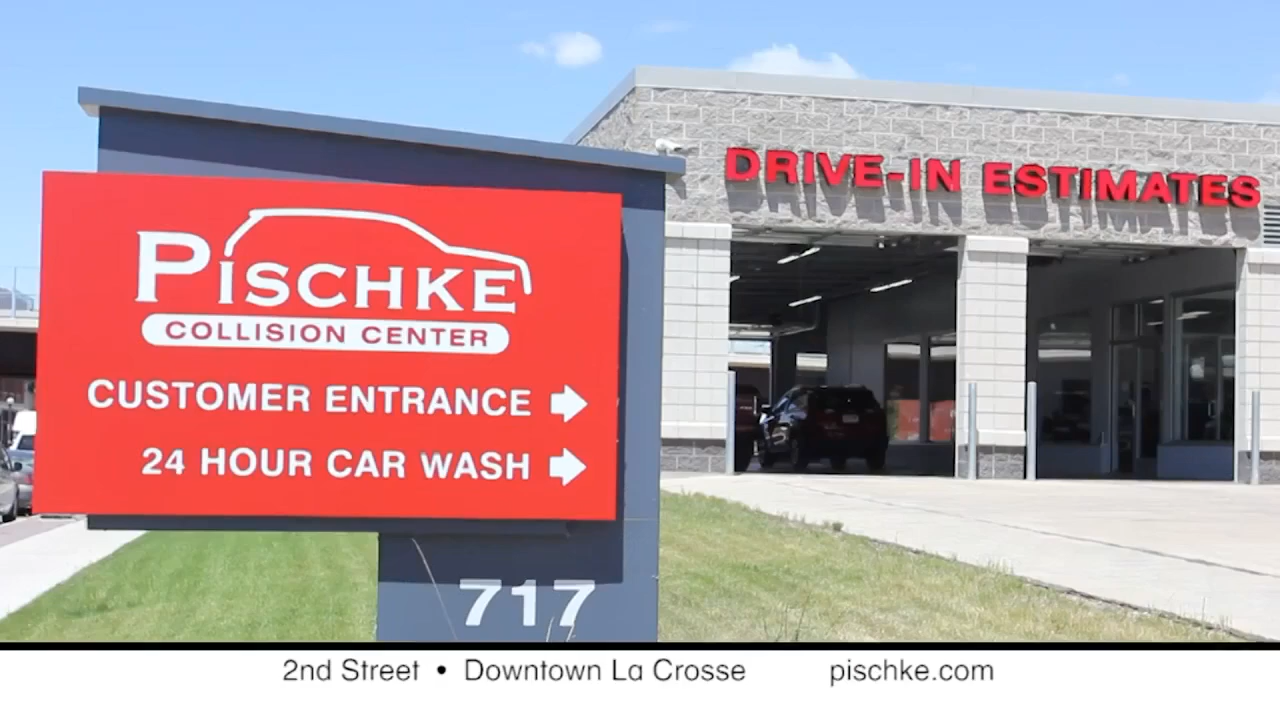 PISCHKE
COLLISION CENTER
CUSTOMER ENTRANCE
24 HOUR CAR WASH
717
DRIVE-IN ESTIMATES
2nd Street • Downtown La Crosse pischke.com